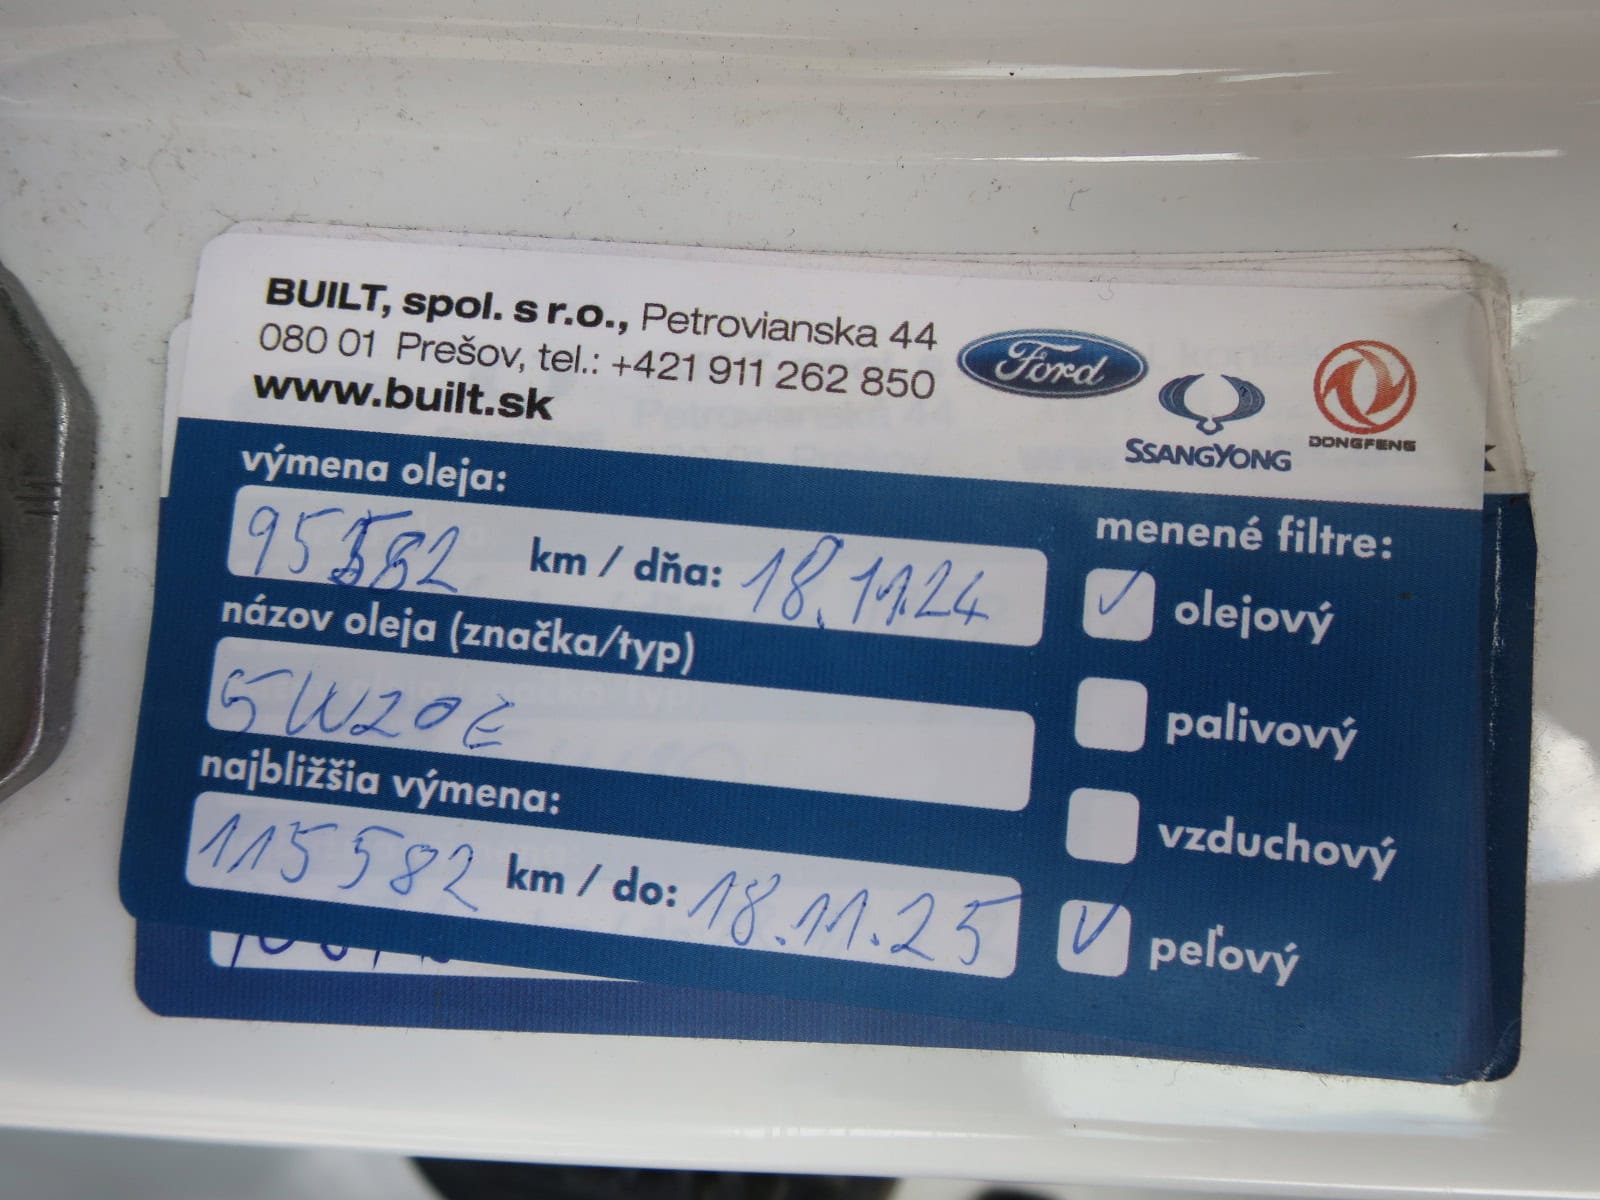 BUILT, spol. s r.o., Petrovianska 44
080 01 Prešov, tel.: +421 911 262 850
www.built.sk
Ford
SSANGYONG
DONGFENG
výmena oleja:
95582 km / dňa: 18.11.24
názov oleja (značka/typ)
5W20E
najbližšia výmena:
115582 km / do: 18.11.25
menené filtre:
✓ olejový
palivový
vzduchový
✓ peľový